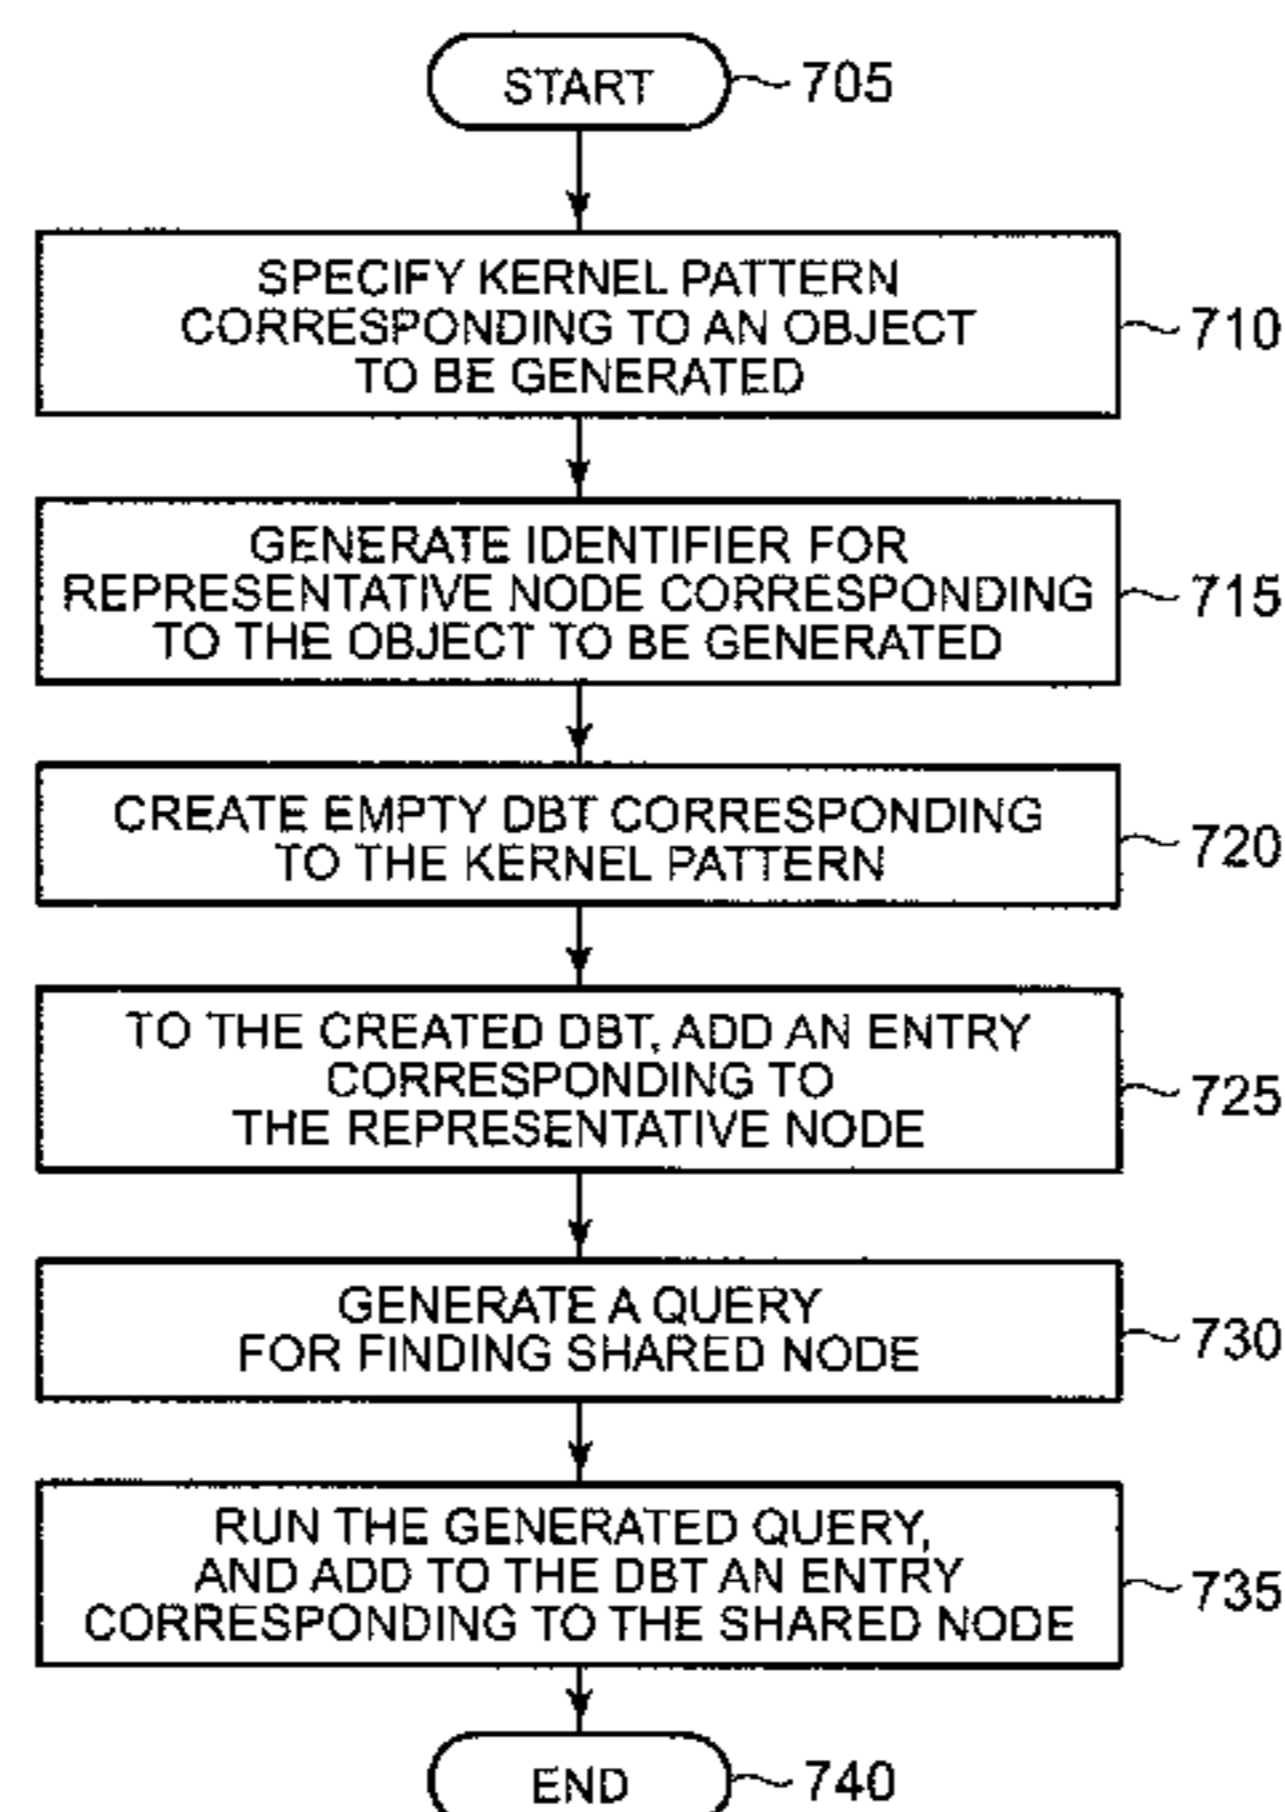 START
705
SPECIFY KERNEL PATTERN
CORRESPONDING TO AN OBJECT
TO BE GENERATED
710
GENERATE IDENTIFIER FOR
REPRESENTATIVE NODE CORRESPONDING
TO THE OBJECT TO BE GENERATED
715
CREATE EMPTY DBT CORRESPONDING
TO THE KERNEL PATTERN
720
TO THE CREATED DBT, ADD AN ENTRY
CORRESPONDING TO
THE REPRESENTATIVE NODE
725
GENERATE A QUERY
FOR FINDING SHARED NODE
730
RUN THE GENERATED QUERY,
AND ADD TO THE DBT AN ENTRY
CORRESPONDING TO THE SHARED NODE
735
END
740